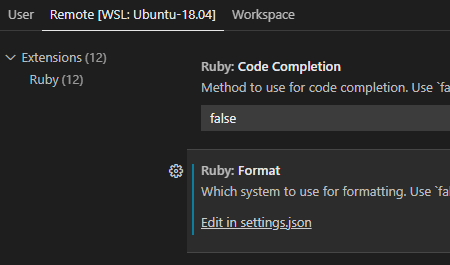 User Remote [WSL: Ubuntu-18.04] Workspace
Extensions (12)
Ruby (12)
Ruby: Code Completion
Method to use for code completion. Use `fa
false
Ruby: Format
Which system to use for formatting. Use `fal
Edit in settings.json